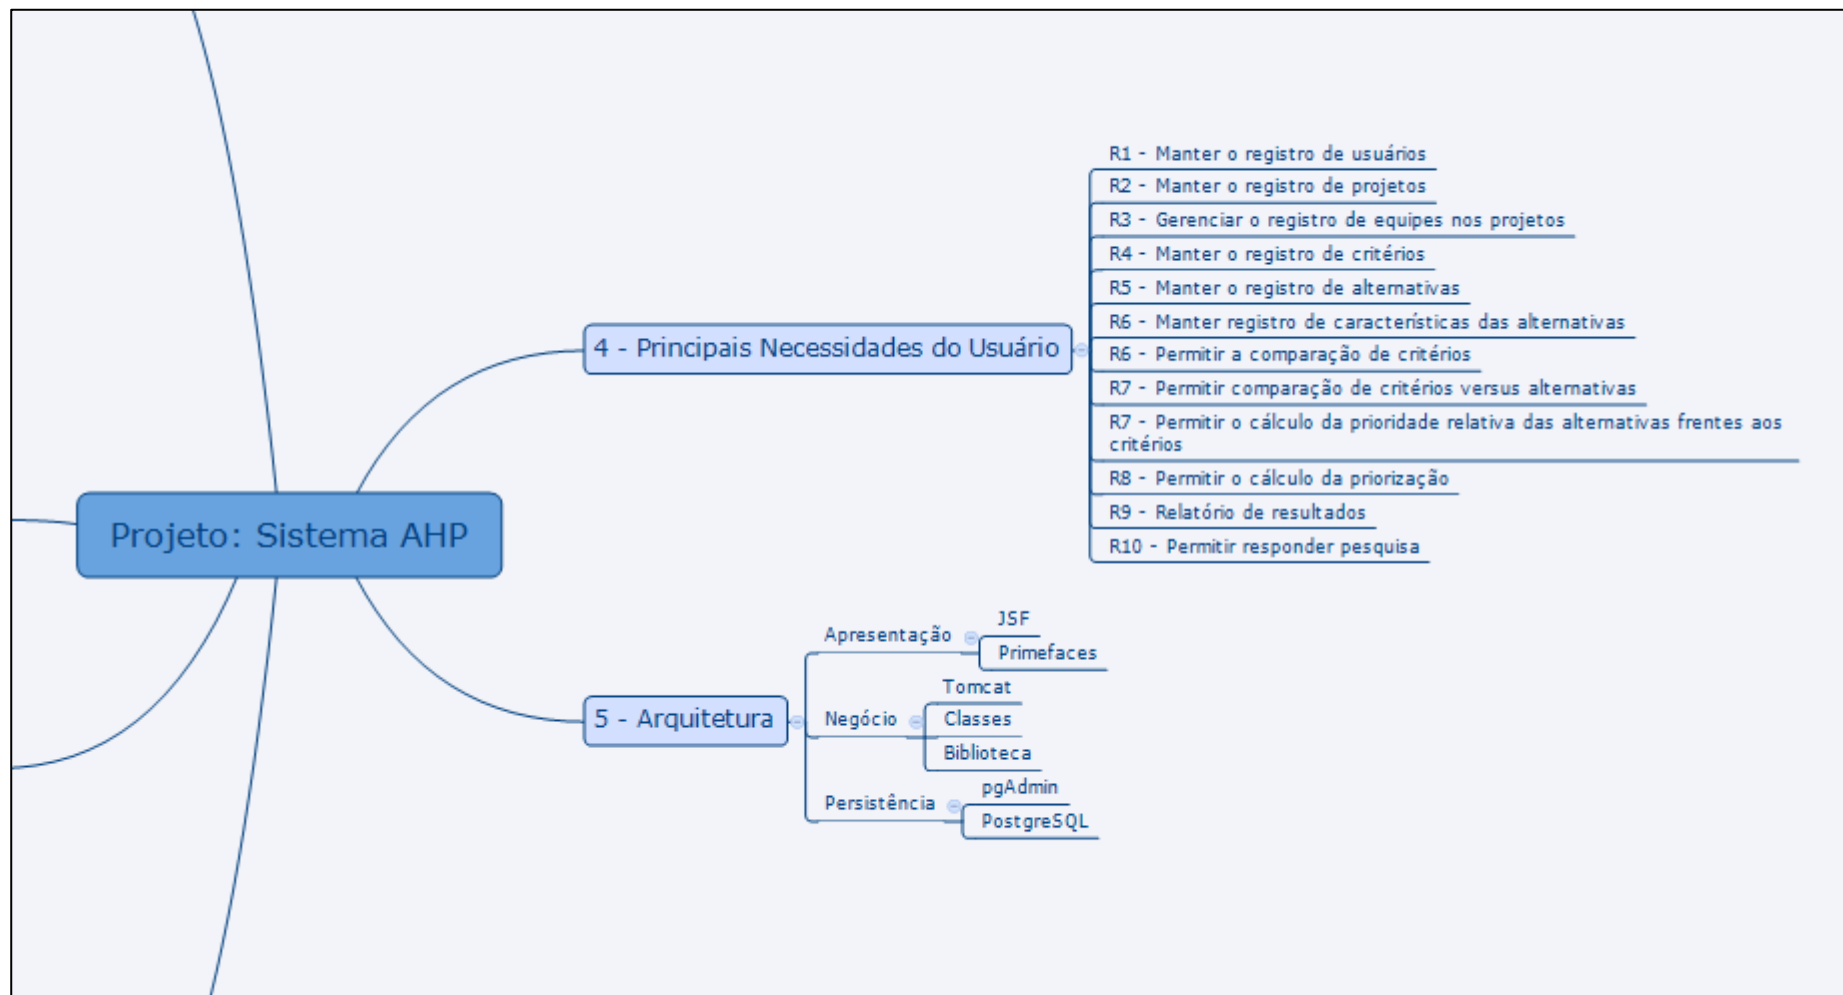 Projeto: Sistema AHP
4 - Principais Necessidades do Usuário
R1 - Manter o registro de usuários
R2 - Manter o registro de projetos
R3 - Gerenciar o registro de equipes nos projetos
R4 - Manter o registro de critérios
R5 - Manter o registro de alternativas
R6 - Manter registro de características das alternativas
R6 - Permitir a comparação de critérios
R7 - Permitir comparação de critérios versus alternativas
R7 - Permitir o cálculo da prioridade relativa das alternativas frentes aos
critérios
R8 - Permitir o cálculo da priorização
R9 - Relatório de resultados
R10 - Permitir responder pesquisa
5 - Arquitetura
Apresentação
JSF
Primefaces
Negócio
Tomcat
Classes
Biblioteca
Persistência
pgAdmin
PostgreSQL